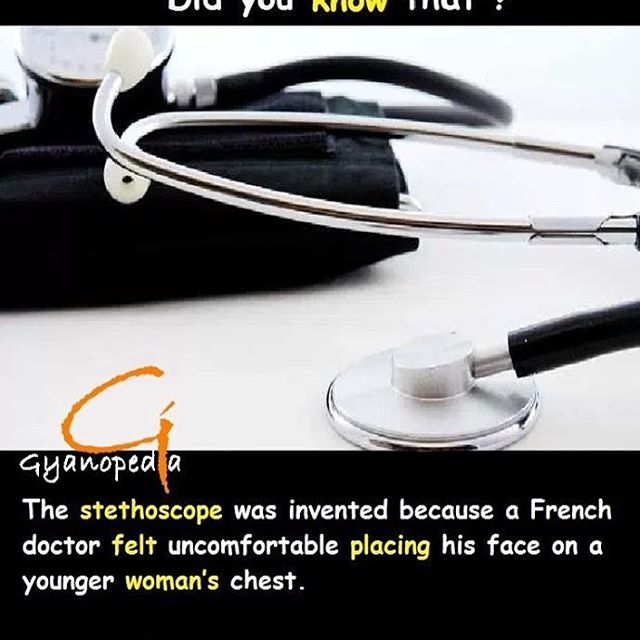 Did you know that ?
Gyanopedia
The stethoscope was invented because a French
doctor felt uncomfortable placing his face on a
younger woman's chest.